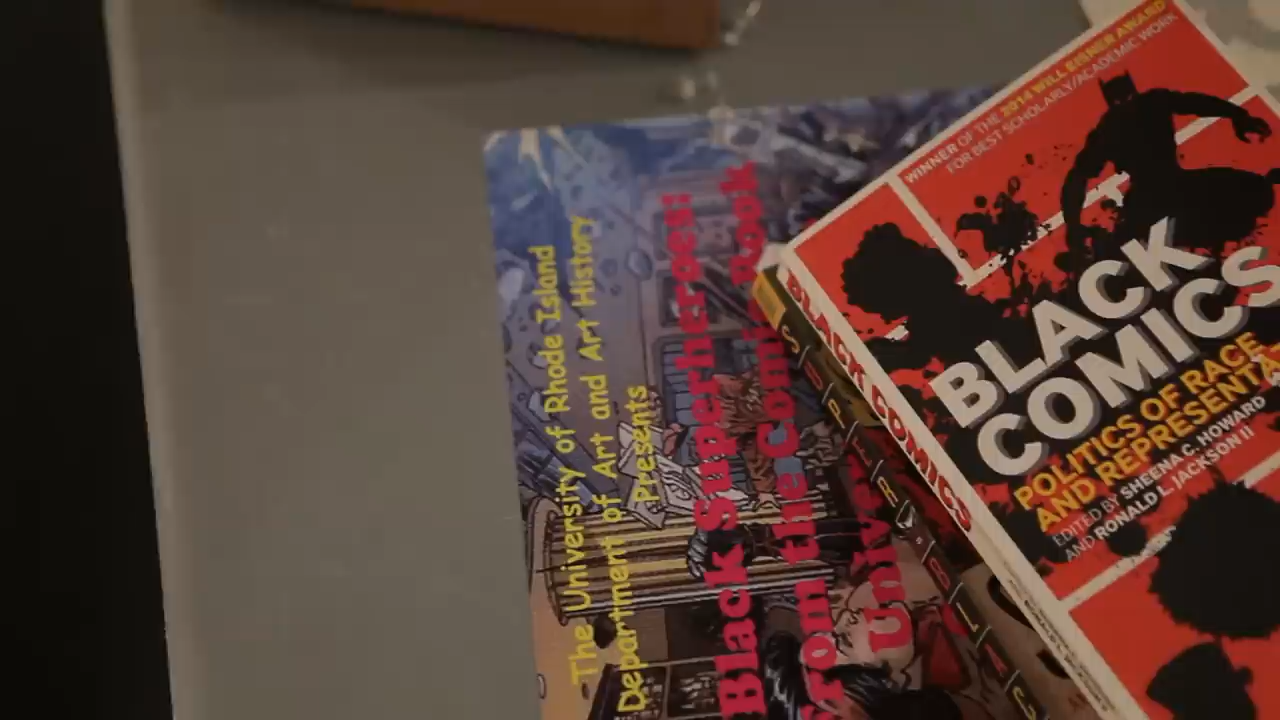 The University of Rhode Island
Department of Art and Art History
Presents
Black Superheroes:
from the Comic Book
WINNER OF THE 2014 WILL EISNER AWARD
FOR BEST SCHOLARLY/ACADEMIC WORK
BLACK
COMICS
POLITICS OF RACE
AND
EDITED BY SHEENA C. HOWARD
AND RONALD L. JACKSON II
BLACK COMICS